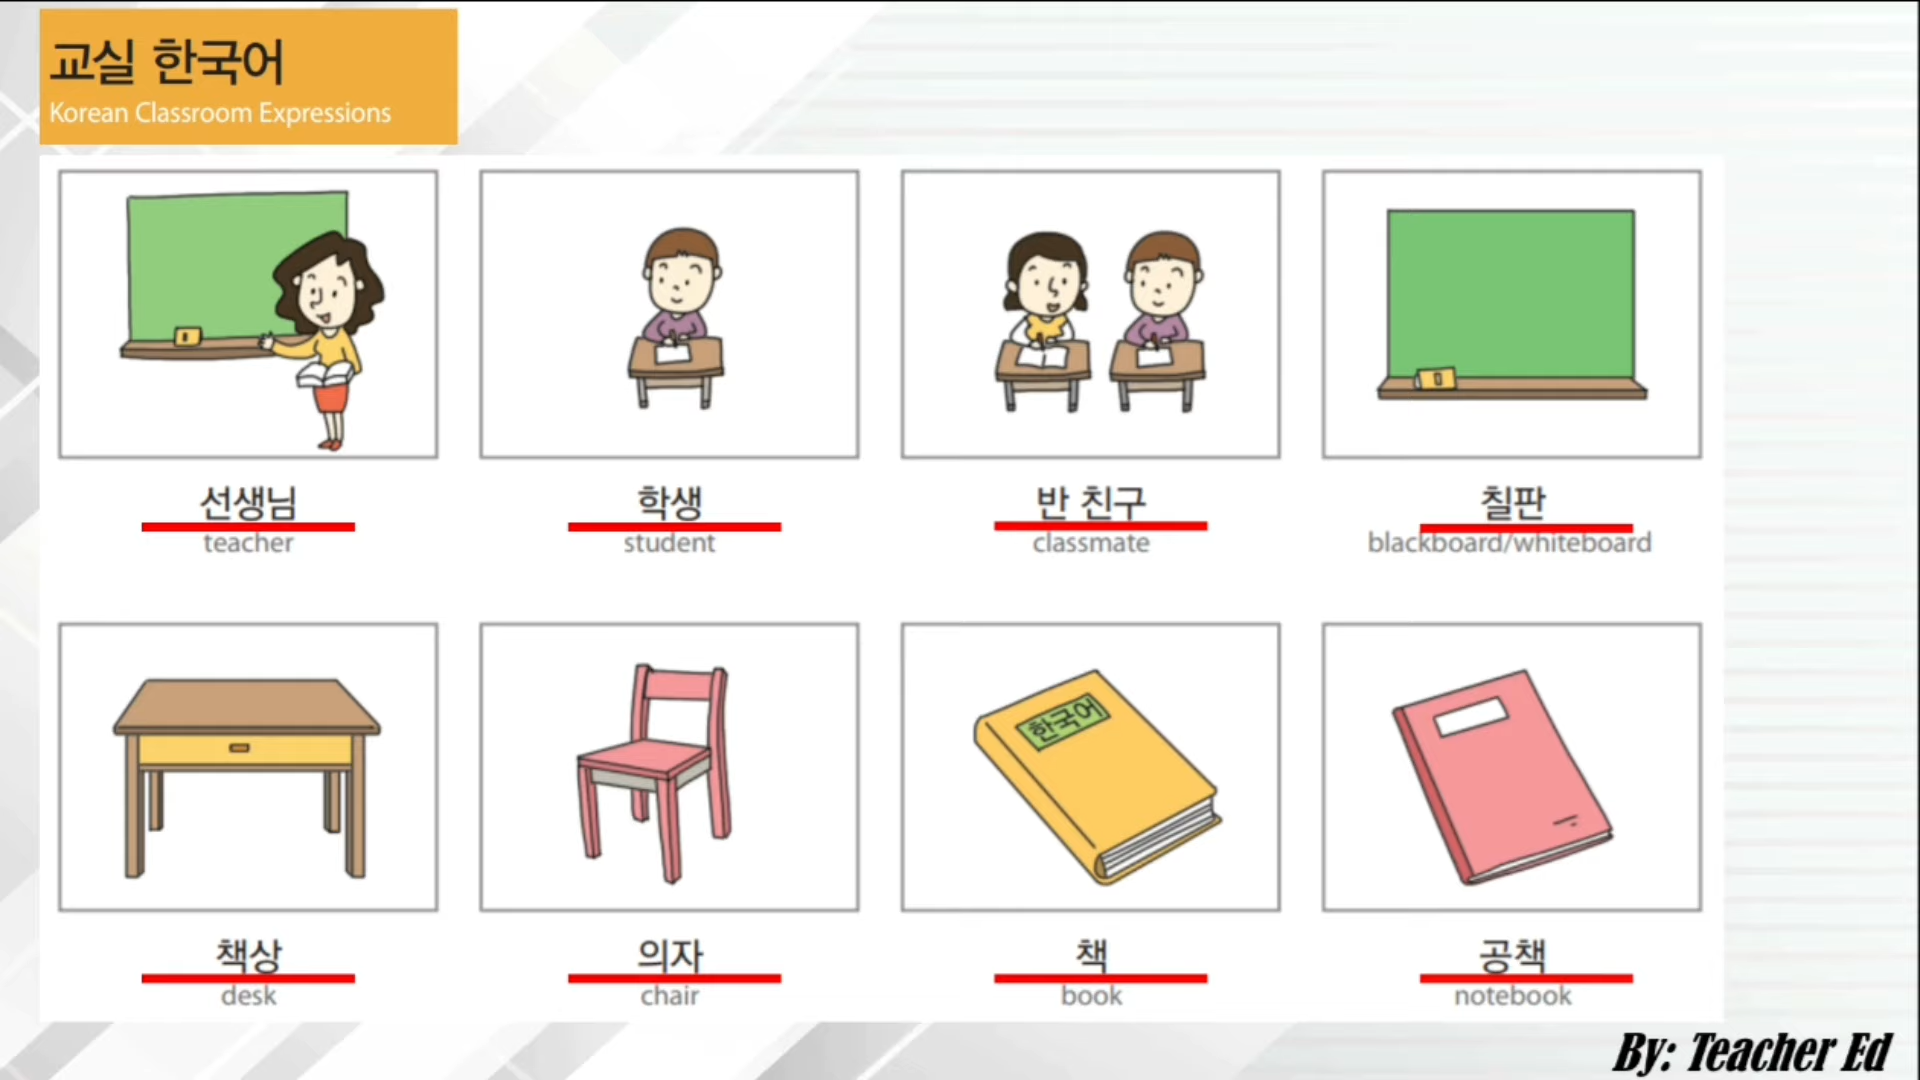 교실 한국어
Korean Classroom Expressions
선생님
teacher
학생
student
반 친구
classmate
칠판
blackboard/whiteboard
책상
desk
의자
chair
한국어
책
book
공책
notebook
By: Teacher Ed